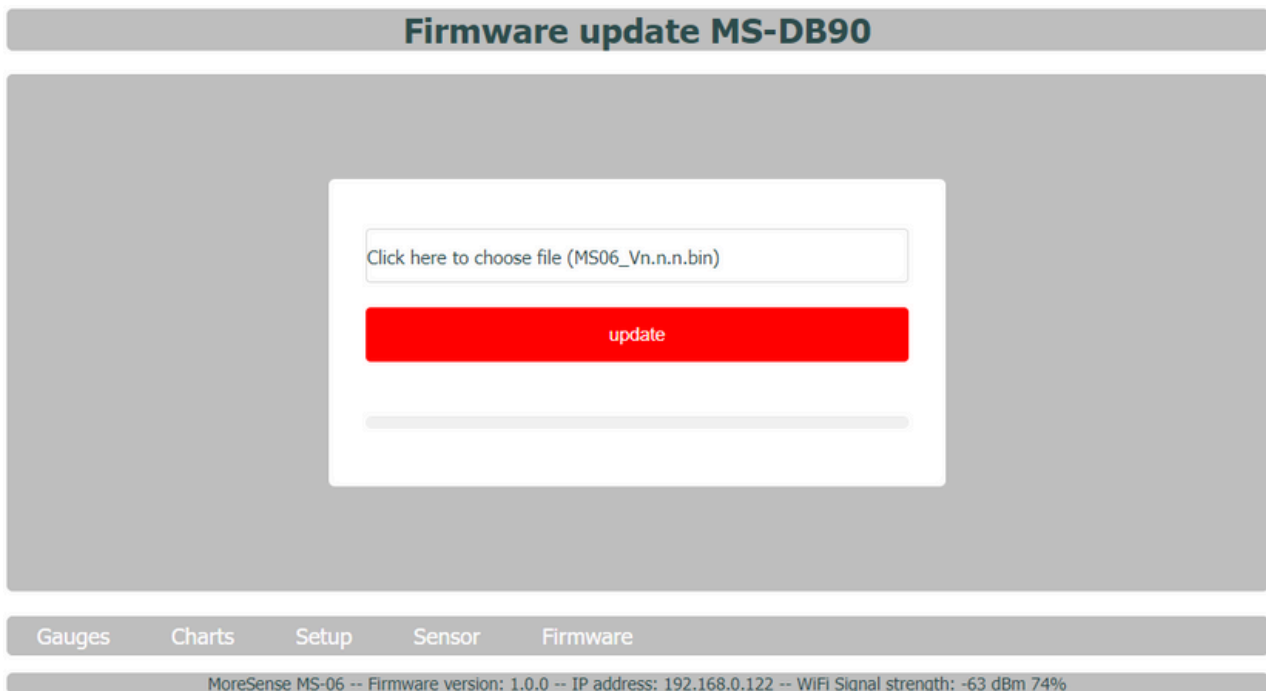 Firmware update MS-DB90
Click here to choose file (MS06_Vn.n.n.bin)
update
Gauges Charts Setup Sensor Firmware
MoreSense MS-06 -- Firmware version: 1.0.0 -- IP address: 192.168.0.122 -- WiFi Signal strength: -63 dBm 74%